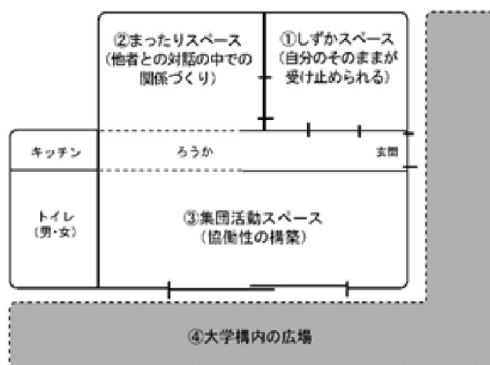 ②まったりスペース
(他者との対話の中での
関係づくり)
①しずかスペース
(自分のそのままが
受け止められる)
キッチン
ろうか
玄関
トイレ
(男・女)
③集団活動スペース
(協働性の構築)
④大学構内の広場